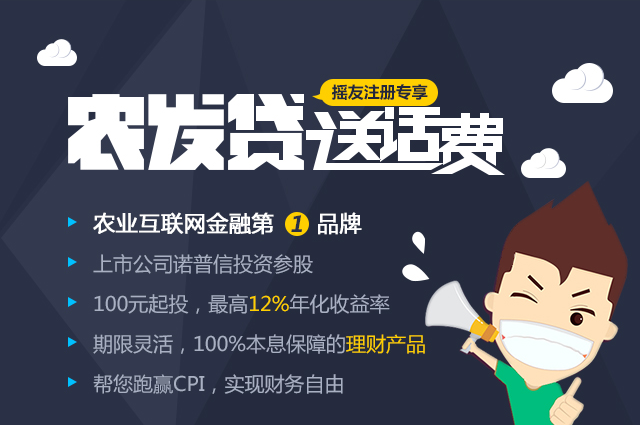 摇友注册专享
农发贷送话费
农业互联网金融第1品牌
上市公司诺普信投资参股
100元起投，最高12%年化收益率
期限灵活，100%本息保障的理财产品
帮您跑赢CPI，实现财务自由